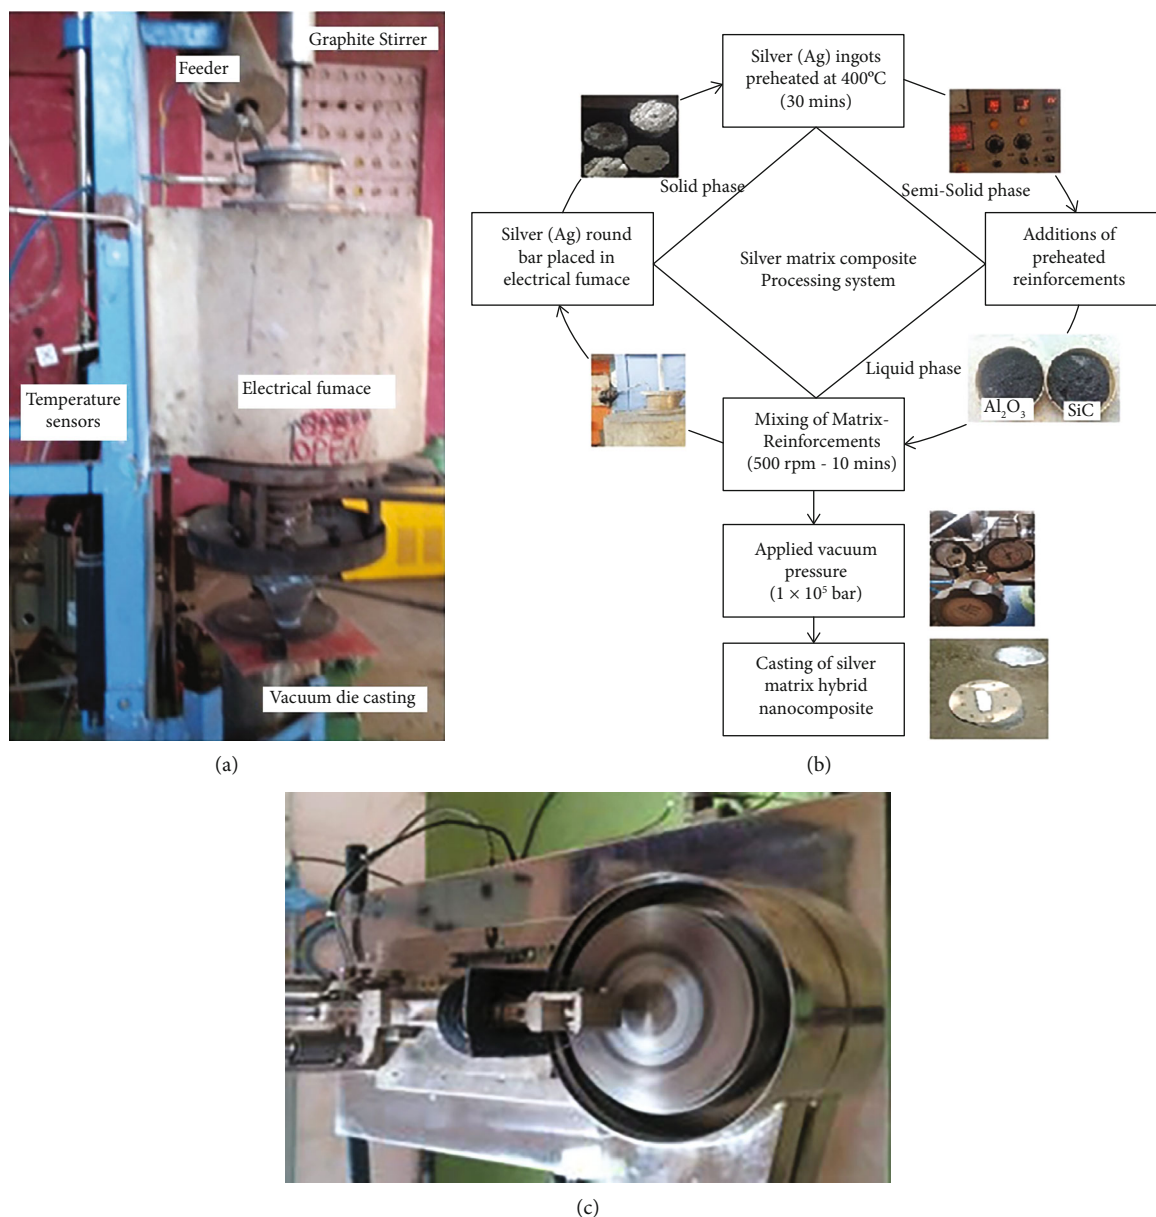 Graphite Stirrer
Feeder
Temperature
sensors
Electrical fumace
OPEN
Vacuum die casting
(a)
Silver (Ag) ingots
preheated at 400°C
(30 mins)
Solid phase
Semi-Solid phase
Silver (Ag) round
bar placed in
electrical fumace
Silver matrix composite
Processing system
Additions of
preheated
reinforcements
Liquid phase
Al₂O₃
SiC
Mixing of Matrix-
Reinforcements
(500 rpm - 10 mins)
Applied vacuum
pressure
(1 × 10⁵ bar)
Casting of silver
matrix hybrid
nanocomposite
(b)
(c)